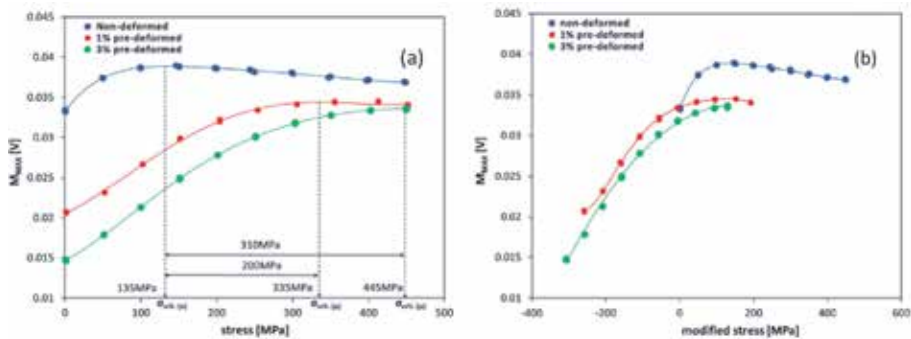 0.045
0.04
0.035
0.03
0.025
0.02
0.015
0.01
M_MAX [V]
Non-deformed
1% pre-deformed
3% pre-deformed
(a)
310MPa
200MPa
135MPa
335MPa
445MPa
0
100
200
300
400
500
stress [MPa]
0.045
0.04
0.035
0.03
0.025
0.02
0.015
0.01
M_MAX [V]
non-deformed
1% pre-deformed
3% pre-deformed
(b)
-400
-200
0
200
400
600
modified stress [MPa]